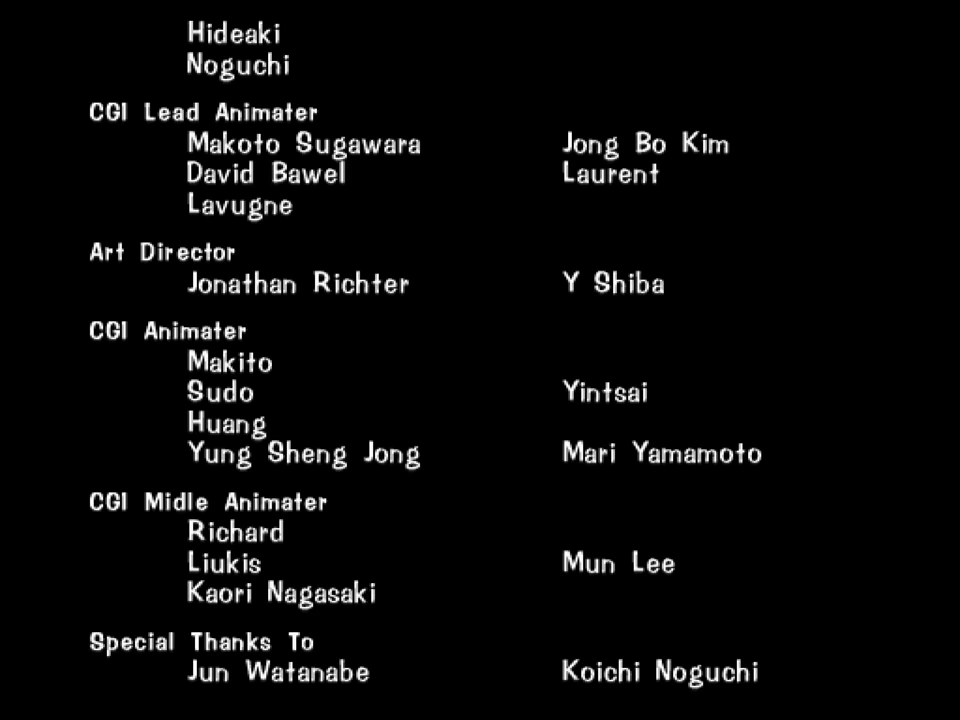 Hideaki
Noguchi
CGI Lead Animater
Makoto Sugawara Jong Bo Kim
David Bawel Laurent
Lavugne
Art Director
Jonathan Richter Y Shiba
CGI Animater
Makito
Sudo Yintsai
Huang
Yung Sheng Jong Mari Yamamoto
CGI Midle Animater
Richard
Liukis Mun Lee
Kaori Nagasaki
Special Thanks To
Jun Watanabe Koichi Noguchi